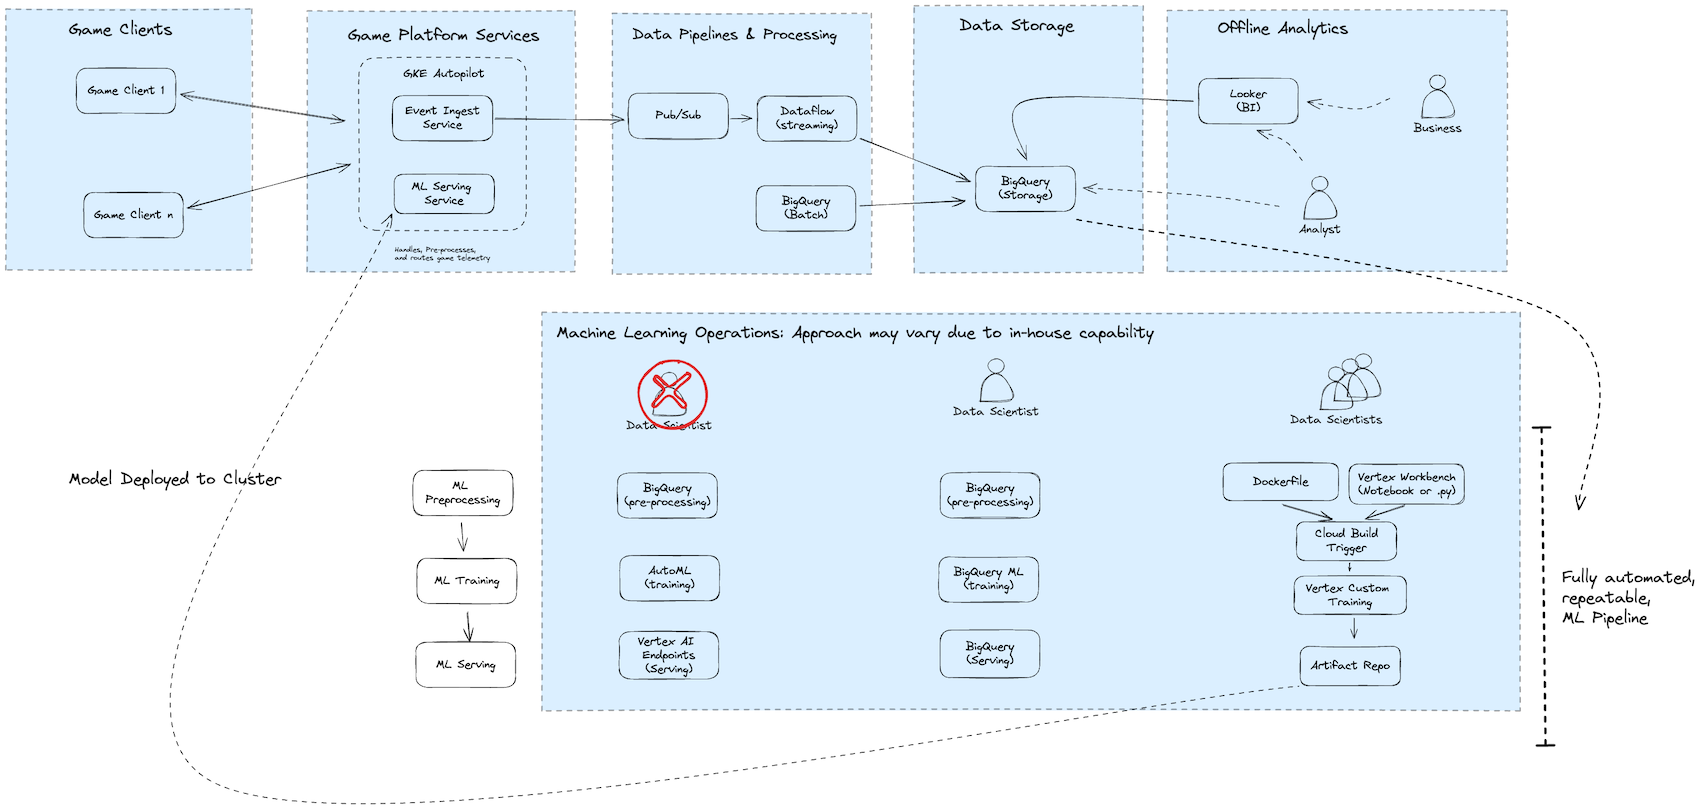 Game Clients
Game Client 1
Game Client n
Game Platform Services
GKE Autopilot
Event Ingest
Service
ML Serving
Service
Handles, Pre-processes,
and routes game telemetry
Data Pipelines & Processing
Pub/Sub
Dataflow
(streaming)
BigQuery
(Batch)
Data Storage
BigQuery
(Storage)
Offline Analytics
Looker
(BI)
Business
Analyst
Machine Learning Operations: Approach may vary due to in-house capability
Data Scientist
Data Scientist
Data Scientists
Model Deployed to Cluster
ML
Preprocessing
ML Training
ML Serving
BigQuery
(pre-processing)
AutoML
(training)
Vertex AI
Endpoints
(Serving)
BigQuery
(pre-processing)
BigQuery ML
(training)
BigQuery
(Serving)
Dockerfile
Vertex Workbench
(Notebook or .py)
Cloud Build
Trigger
Vertex Custom
Training
Artifact Repo
Fully automated,
repeatable,
ML Pipeline